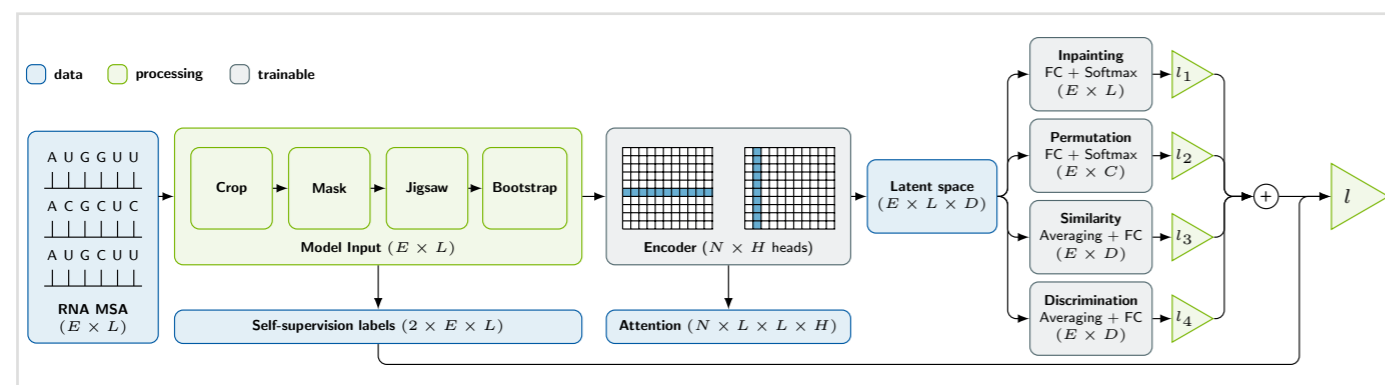 data
processing
trainable
A U G G U U
A C G C U C
A U G C U U
RNA MSA
(E × L)
Crop
Mask
Jigsaw
Bootstrap
Model Input (E × L)
Self-supervision labels (2 × E × L)
Encoder (N × H heads)
Attention (N × L × L × H)
Latent space
(E × L × D)
Inpainting
FC + Softmax
(E × L)
l1
Permutation
FC + Softmax
(E × C)
l2
Similarity
Averaging + FC
(E × D)
l3
Discrimination
Averaging + FC
(E × D)
l4
+
l